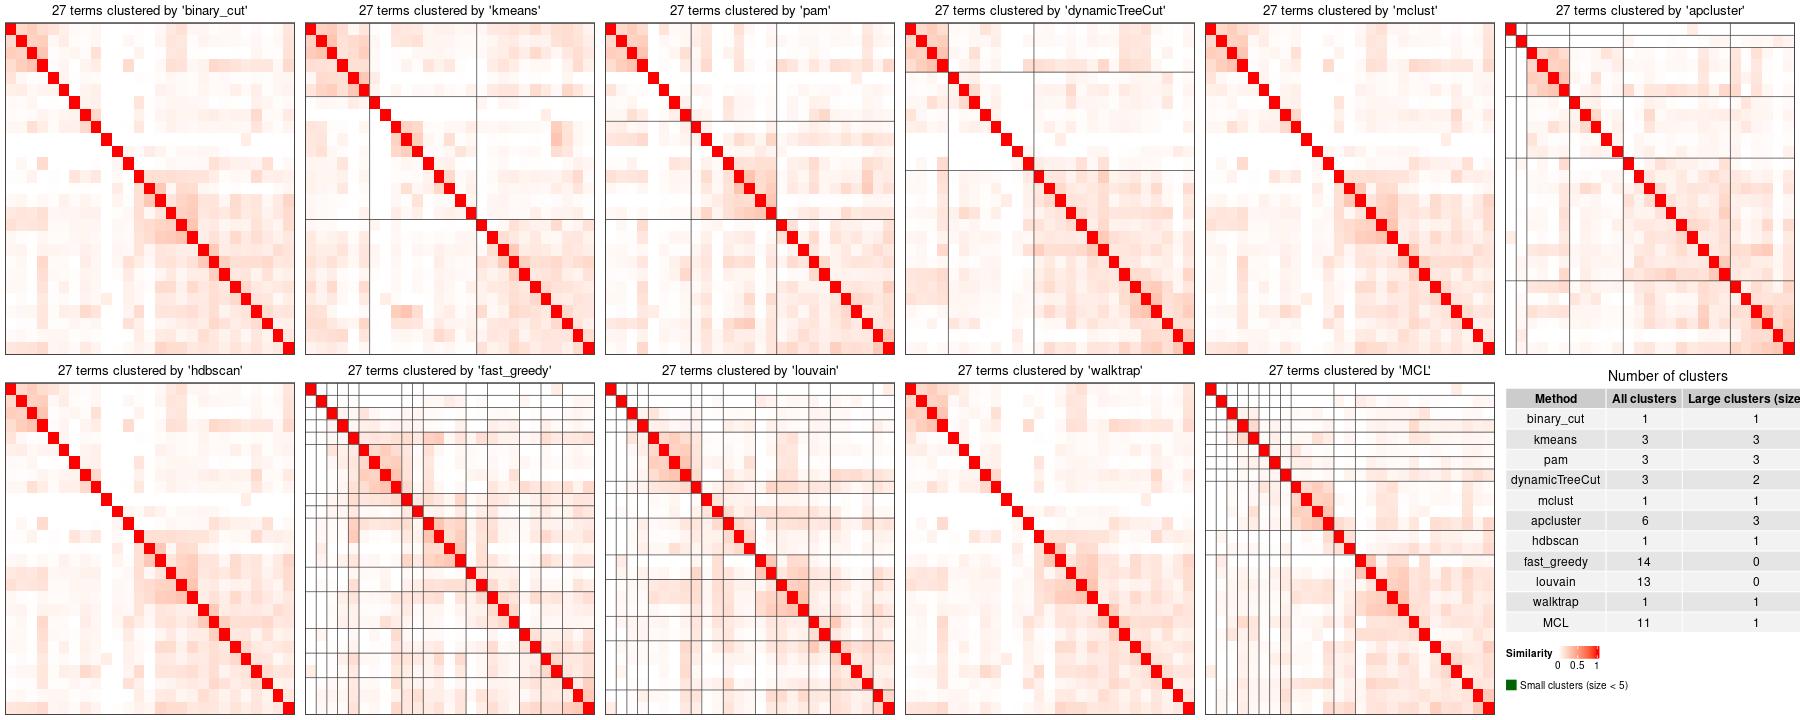 27 terms clustered by 'binary_cut'
27 terms clustered by 'kmeans'
27 terms clustered by 'pam'
27 terms clustered by 'dynamicTreeCut'
27 terms clustered by 'mclust'
27 terms clustered by 'apcluster'
27 terms clustered by 'hdbscan'
27 terms clustered by 'fast_greedy'
27 terms clustered by 'louvain'
27 terms clustered by 'walktrap'
27 terms clustered by 'MCL'
Number of clusters
Method All clusters Large clusters (size
binary_cut 1 1
kmeans 3 3
pam 3 3
dynamicTreeCut 3 2
mclust 1 1
apcluster 6 3
hdbscan 1 1
fast_greedy 14 0
louvain 13 0
walktrap 1 1
MCL 11 1
Similarity
0 0.5 1
Small clusters (size < 5)